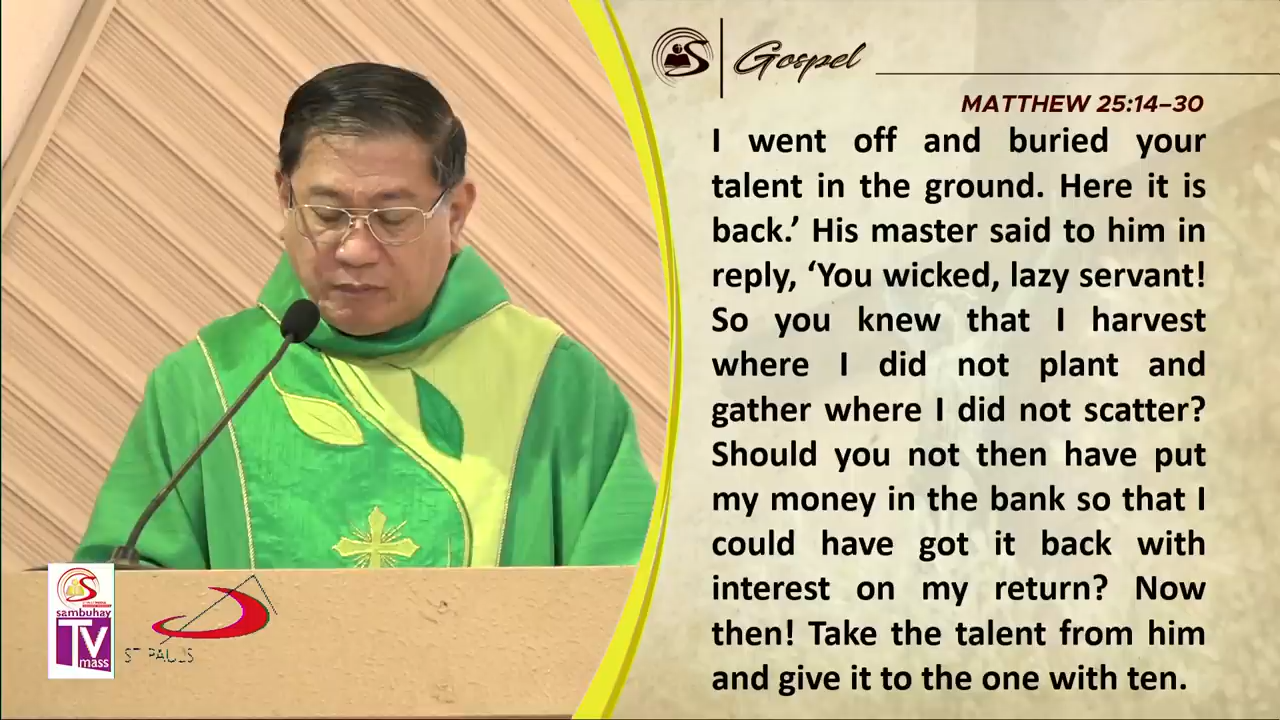 Gospel
MATTHEW 25:14–30
I went off and buried your
talent in the ground. Here it is
back.’ His master said to him in
reply, ‘You wicked, lazy servant!
So you knew that I harvest
where I did not plant and
gather where I did not scatter?
Should you not then have put
my money in the bank so that I
could have got it back with
interest on my return? Now
then! Take the talent from him
and give it to the one with ten.
sambuhay
TV
mass
ST PAULS